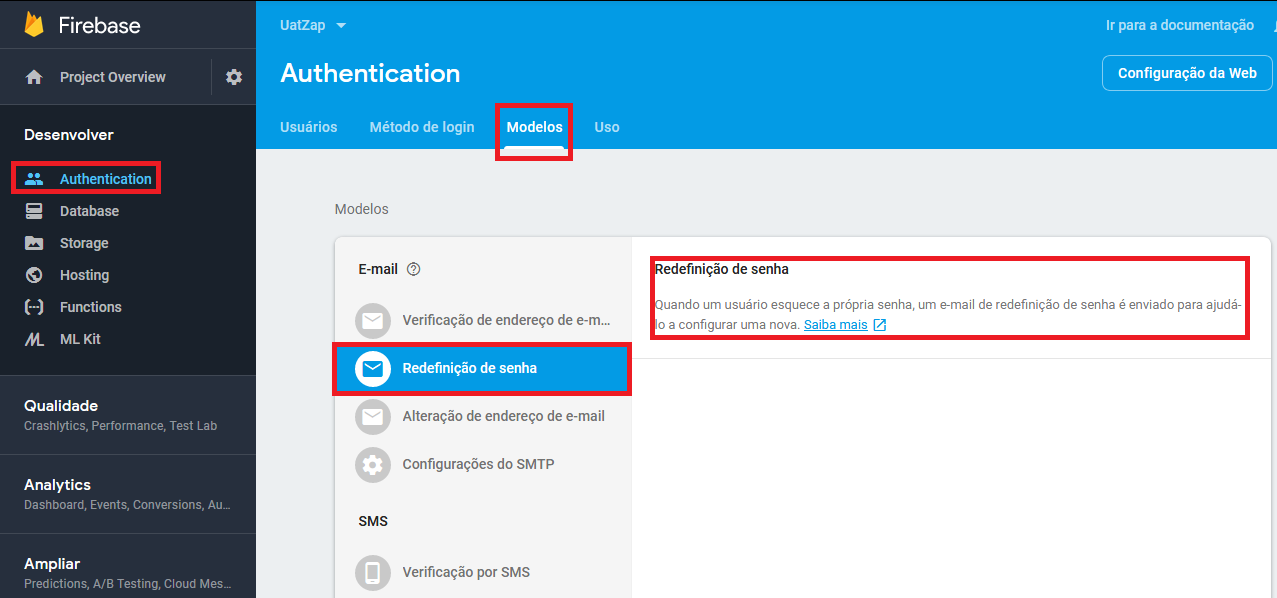 Firebase
Project Overview
Desenvolver
Authentication
Database
Storage
Hosting
Functions
ML Kit
Qualidade
Crashlytics, Performance, Test Lab
Analytics
Dashboard, Events, Conversions, Au...
Ampliar
Predictions, A/B Testing, Cloud Mes...
UatZap
Ir para a documentação
Authentication
Configuração da Web
Usuários
Método de login
Modelos
Uso
Modelos
E-mail
Verificação de endereço de e-m...
Redefinição de senha
Alteração de endereço de e-mail
Configurações do SMTP
SMS
Verificação por SMS
Redefinição de senha
Quando um usuário esquece a própria senha, um e-mail de redefinição de senha é enviado para ajudá-
lo a configurar uma nova. Saiba mais